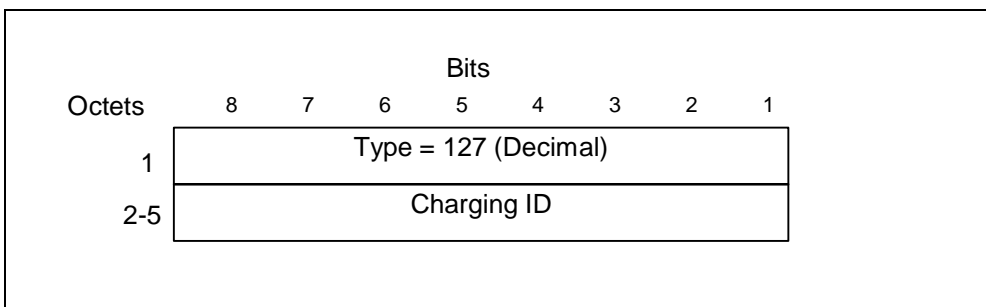 Bits
Octets 8 7 6 5 4 3 2 1
1 Type = 127 (Decimal)
2-5 Charging ID